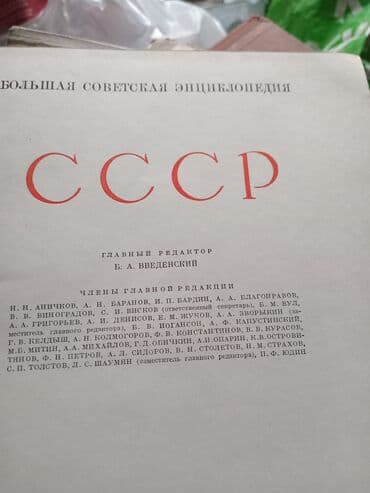 БОЛЬШАЯ СОВЕТСКАЯ ЭНЦИКЛОПЕДИЯ
СССР
ГЛАВНЫЙ РЕДАКТОР
Б. А. ВВЕДЕНСКИЙ
ЧЛЕНЫ ГЛАВНОЙ РЕДАКЦИИ
Н. Н. АНИЧКОВ, А. Н. БАРАНОВ, И. П. БАРДИН, А. А. БЛАГОНРАВОВ,
В. В. ВИНОГРАДОВ, С. И. ВИСКОВ (ответственный секретарь), Б. М. ВУЛ,
А. А. ГРИГОРЬЕВ, А. И. ДЕНИСОВ, Е. М. ЖУКОВ, А. А. ЗВОРЫКИН (за-
меститель главного редактора), Б. В. ИОГАНСОН, А. Ф. КАПУСТИНСКИЙ,
Г. В. КЕЛДЫШ, А. Н. КОЛМОГОРОВ, Ф. В. КОНСТАНТИНОВ, В. В. КУРАСОВ,
М. Б. МИТИН, А. А. МИХАЙЛОВ, Г. Д. ОБИЧКИН, А. И. ОПАРИН, К. В. ОСТРОВИ-
ТЯНОВ, Ф. Н. ПЕТРОВ, А. Л. СИДОРОВ, В. Н. СТОЛЕТОВ, Н. М. СТРАХОВ,
С. П. ТОЛСТОВ, Л. С. ШАУМЯН (заместитель главного редактора), П. Ф. ЮДИН